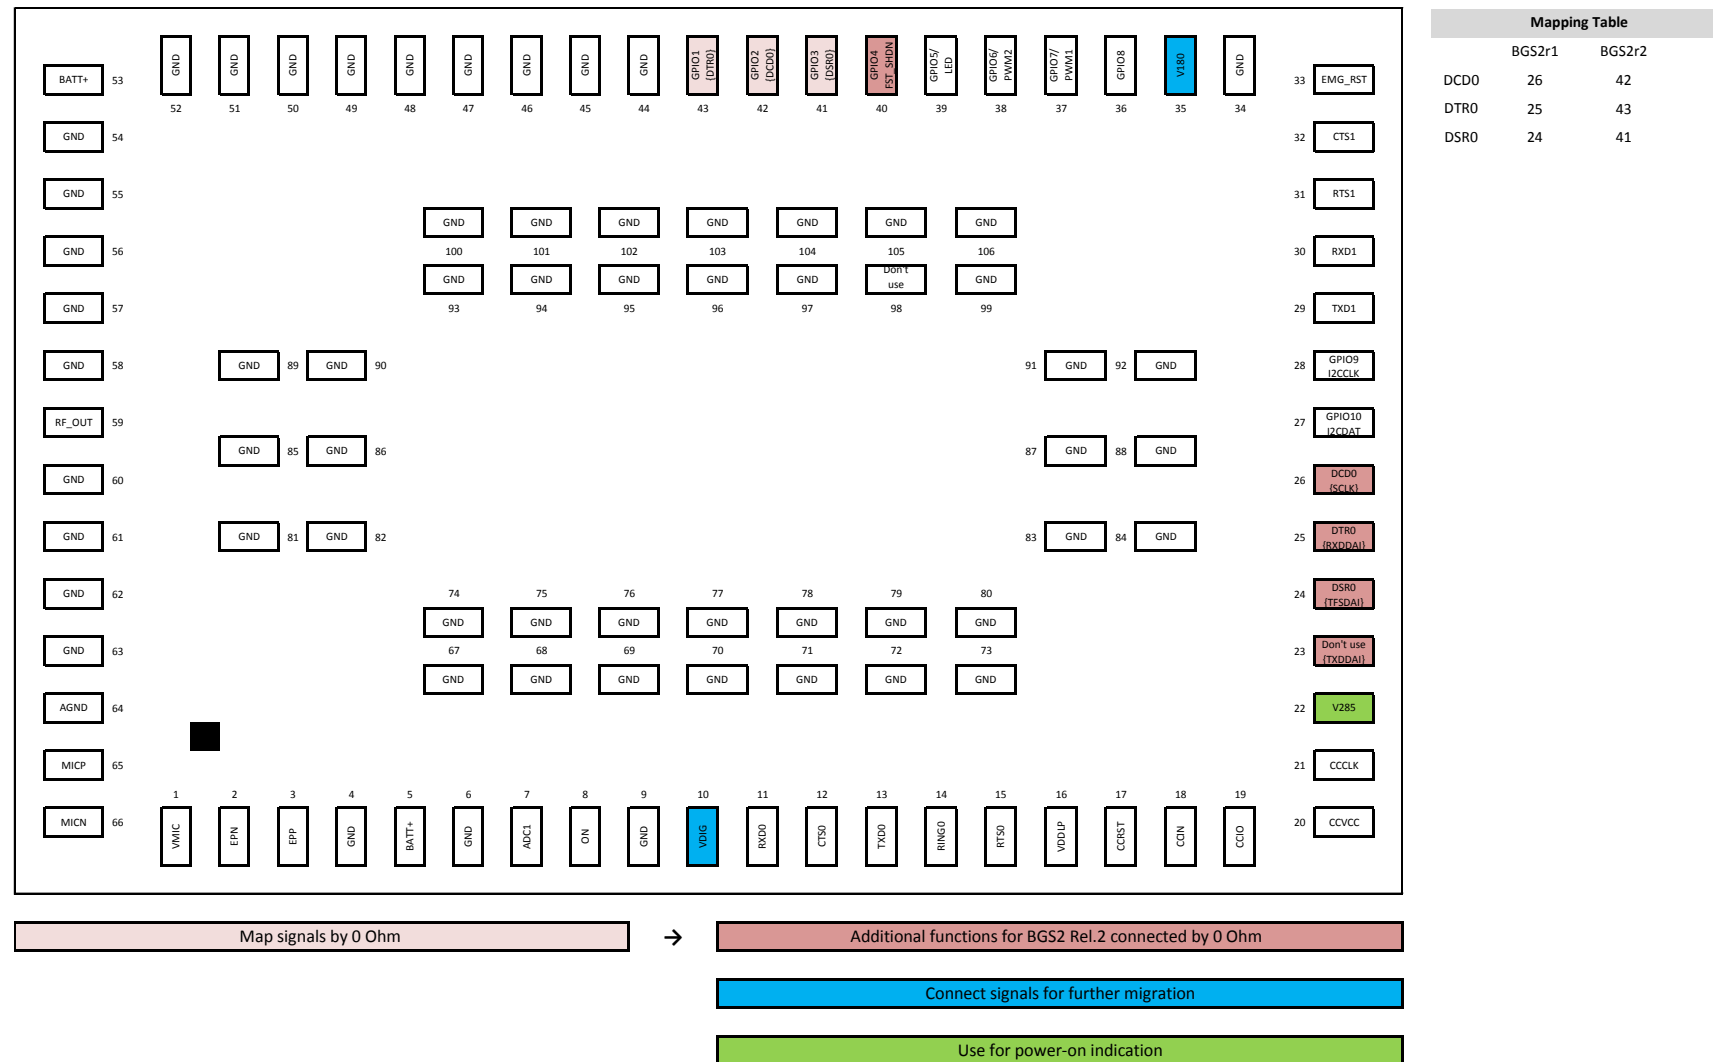 Mapping Table
BGS2r1 BGS2r2
DCD0 26 42
DTR0 25 43
DSR0 24 41
GND GND GND GND GND GND GND GND GND
GPIO1 {DTR0}
GPIO2 {DCD0}
GPIO3 {DSR0}
GPIO4 FST_SHDN
GPIO5/ LED
GPIO6/ PWM2
GPIO7/ PWM1
GPIO8
V180
GND
52 51 50 49 48 47 46 45 44 43 42 41 40 39 38 37 36 35 34
BATT+ 53
33 EMG_RST
GND 54
32 CTS1
GND 55
31 RTS1
GND GND GND GND GND GND GND
GND 56
100 101 102 103 104 105 106
30 RXD1
GND GND GND GND GND Don't use GND
GND 57
93 94 95 96 97 98 99
29 TXD1
GND 58
GND 89 GND 90
91 GND 92 GND
28 GPIO9 I2CCLK
RF_OUT 59
27 GPIO10 I2CDAT
GND 85 GND 86
87 GND 88 GND
GND 60
26 DCD0 {SCLK}
GND 61
GND 81 GND 82
83 GND 84 GND
25 DTR0 {RXDDAI}
GND 62
74 75 76 77 78 79 80
24 DSR0 {TFSDAI}
GND GND GND GND GND GND GND
GND 63
67 68 69 70 71 72 73
23 Don't use {TXDDAI}
GND GND GND GND GND GND GND
AGND 64
22 V285
MICP 65
21 CCCLK
1 2 3 4 5 6 7 8 9 10 11 12 13 14 15 16 17 18 19
MICN 66
VMIC EPN EPP GND BATT+ GND ADC1 ON GND VDIG RXD0 CTS0 TXD0 RING0 RTS0 VDDLP CCRST CCIN CCIO
20 CCVCC
Map signals by 0 Ohm → Additional functions for BGS2 Rel.2 connected by 0 Ohm
Connect signals for further migration
Use for power-on indication